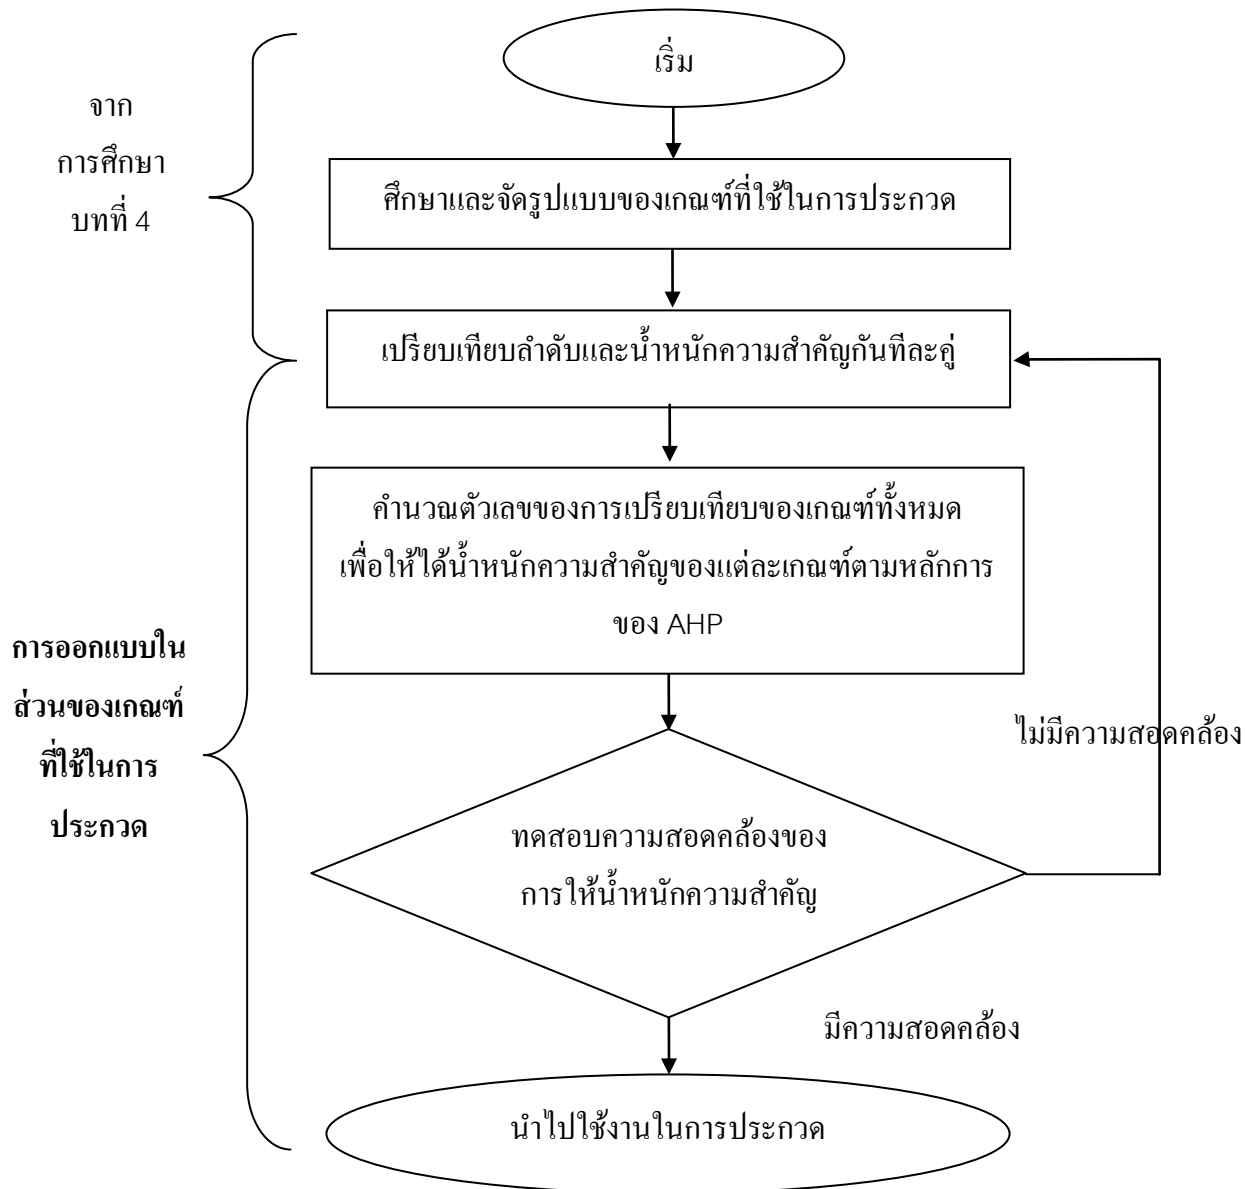 เริ่ม
จาก
การศึกษา
บทที่ 4
ศึกษาและจัดรูปแบบของเกณฑ์ที่ใช้ในการประกวด
เปรียบเทียบลำดับและน้ำหนักความสำคัญกันทีละคู่
คำนวณตัวเลขของการเปรียบเทียบของเกณฑ์ทั้งหมด
เพื่อให้ได้น้ำหนักความสำคัญของแต่ละเกณฑ์ตามหลักการ
ของ AHP
การออกแบบใน
ส่วนของเกณฑ์
ที่ใช้ในการ
ประกวด
ไม่มีความสอดคล้อง
ทดสอบความสอดคล้องของ
การให้น้ำหนักความสำคัญ
มีความสอดคล้อง
นำไปใช้งานในการประกวด